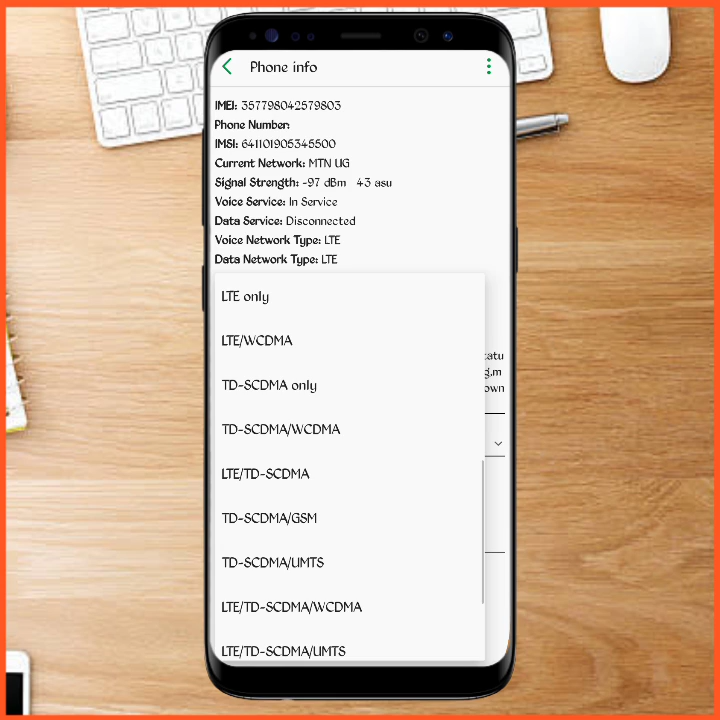 Phone info
IMEI: 357798042579803
Phone Number:
IMSI: 641101905345500
Current Network: MTN UG
Signal Strength: -97 dBm 43 asu
Voice Service: In Service
Data Service: Disconnected
Voice Network Type: LTE
Data Network Type: LTE
LTE only
LTE/WCDMA
TD-SCDMA only
TD-SCDMA/WCDMA
LTE/TD-SCDMA
TD-SCDMA/GSM
TD-SCDMA/UMTS
LTE/TD-SCDMA/WCDMA
LTE/TD-SCDMA/UMTS